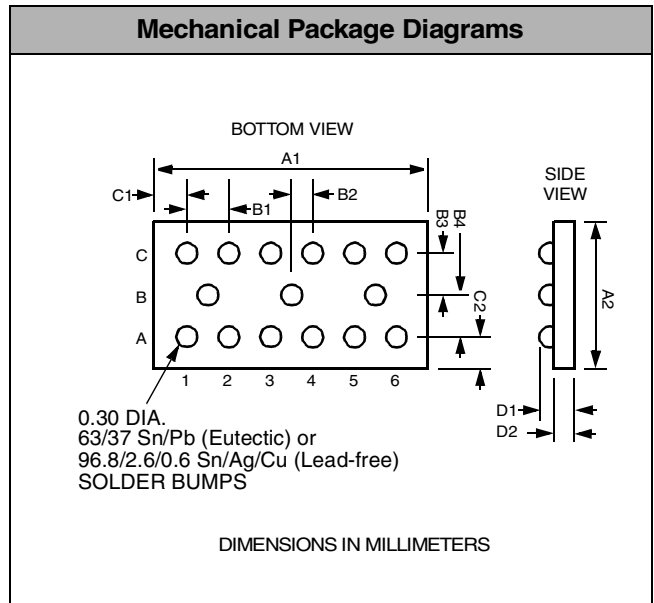 Mechanical Package Diagrams
BOTTOM VIEW
A1
SIDE
VIEW
C1
B1
B2
B3
B4
C2
A2
C
B
A
1 2 3 4 5 6
D1
D2
0.30 DIA.
63/37 Sn/Pb (Eutectic) or
96.8/2.6/0.6 Sn/Ag/Cu (Lead-free)
SOLDER BUMPS
DIMENSIONS IN MILLIMETERS